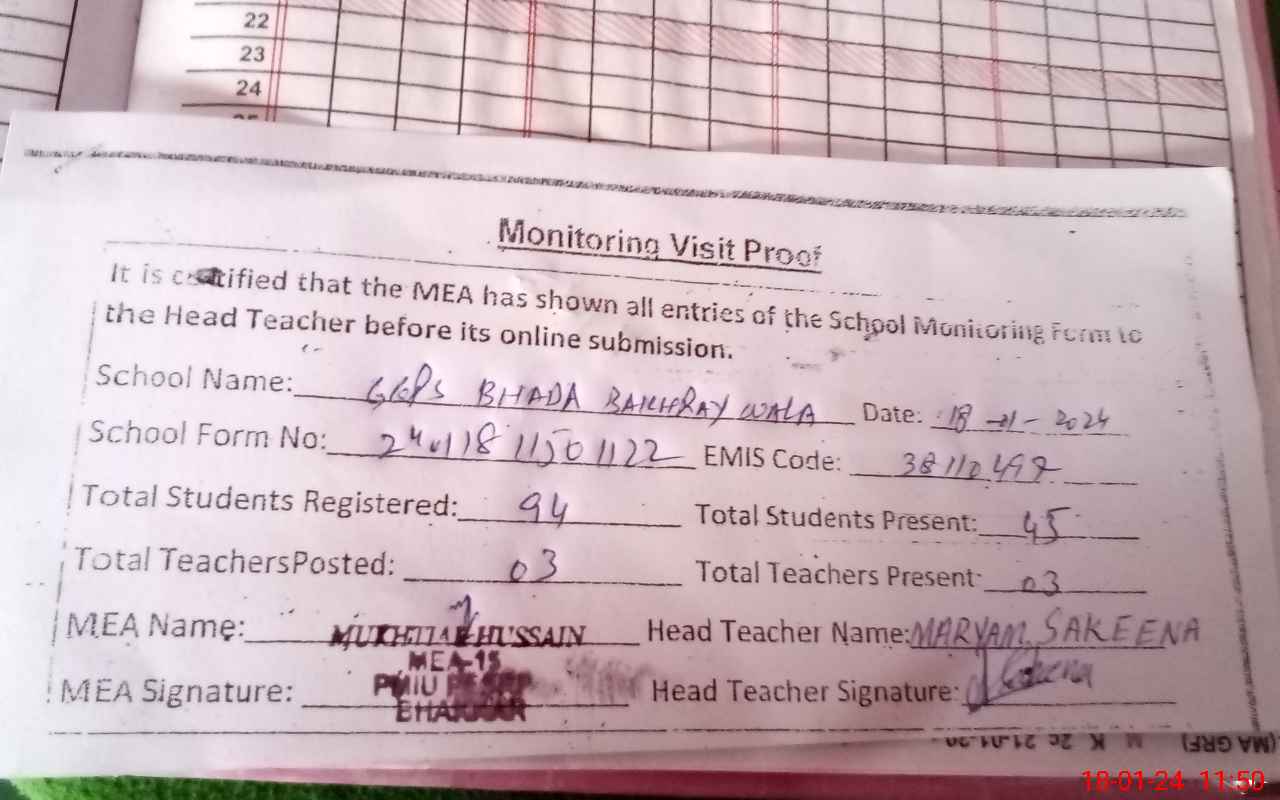 22
23
24
Monitoring Visit Proof
It is certified that the MEA has shown all entries of the School Monitoring Form to
the Head Teacher before its online submission.
School Name: GGPS BHADA BAKHRAY WALA Date: 18-01-2024
School Form No: EMIS Code:
Total Students Registered: 94 Total Students Present: 45
Total TeachersPosted: 03 Total Teachers Present: 03
MEA Name: MUKHTIAR HUSSAIN Head Teacher Name: MARYAM SAKEENA
MEA-15
MEA Signature: PMIU Head Teacher Signature:
BHAKKAR
(MA GRF)
18-01-24 11:50